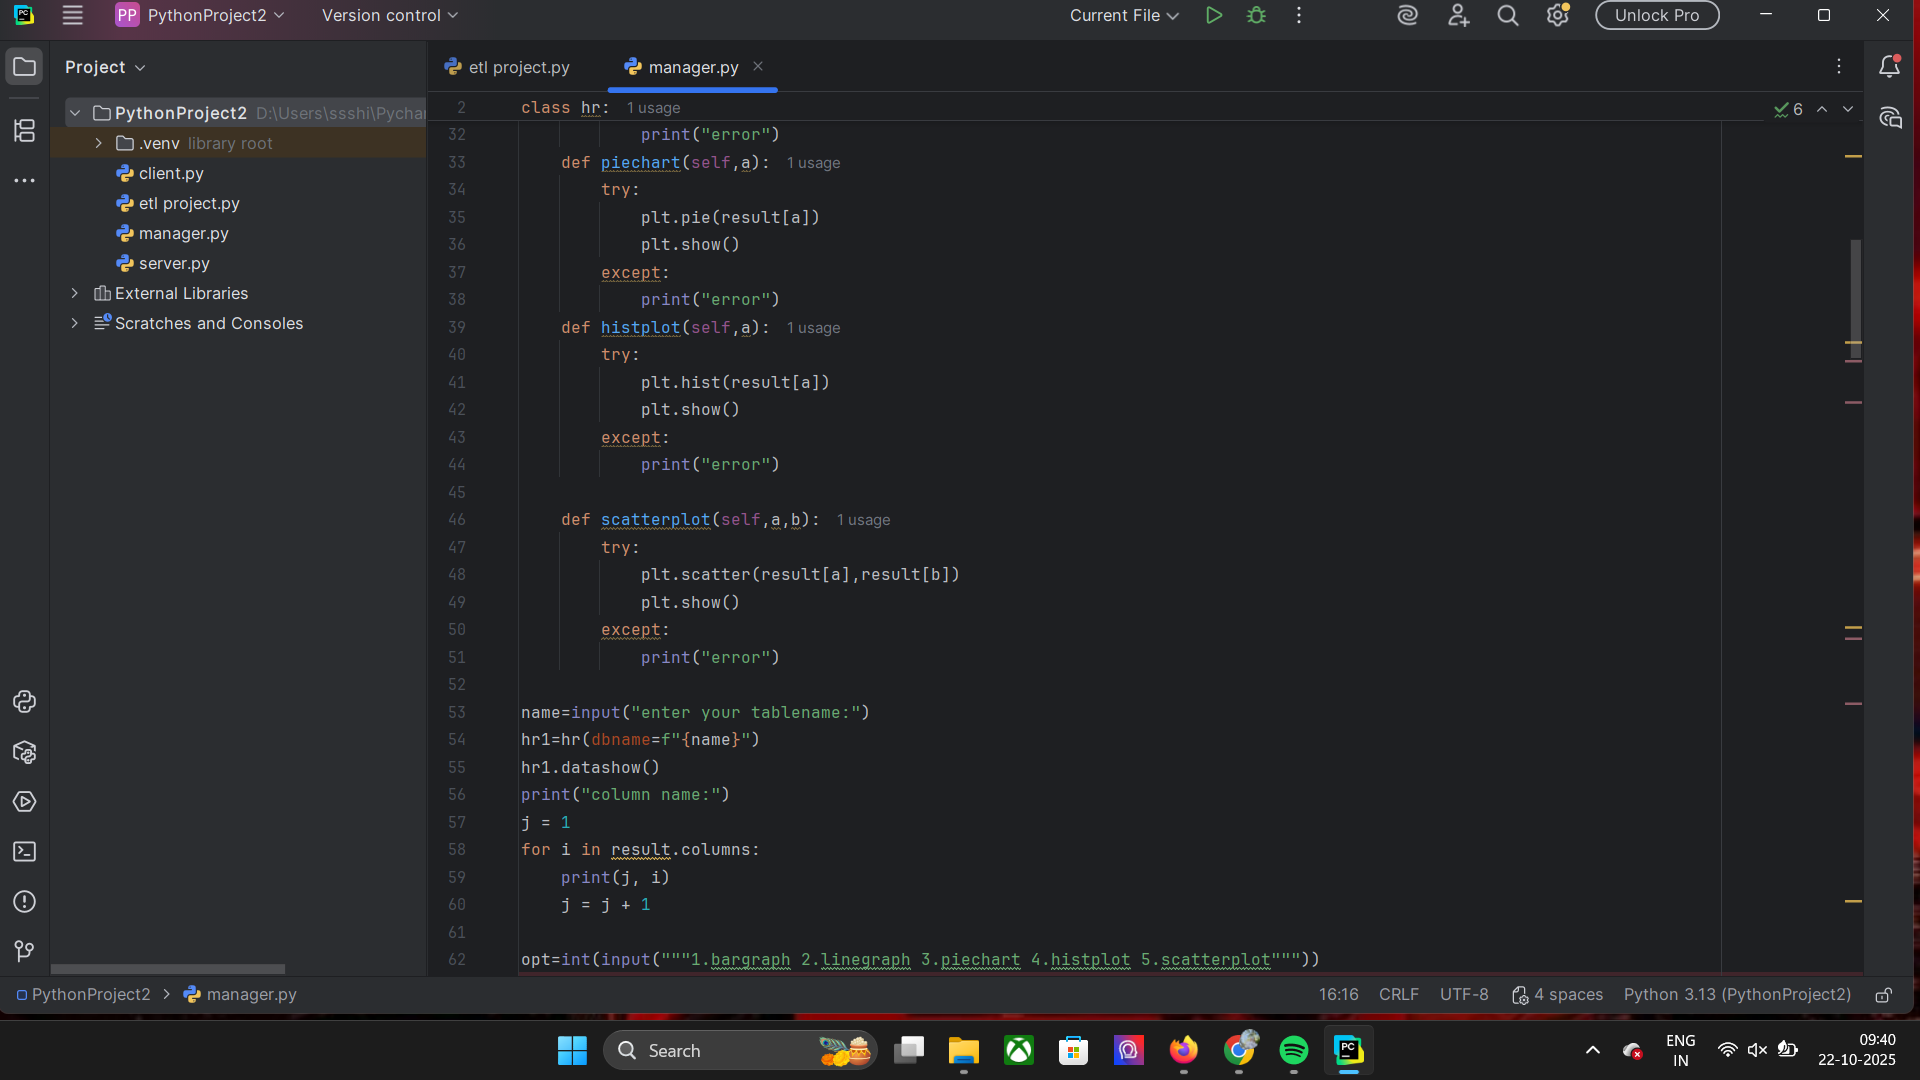 PP PythonProject2 Version control Current File Unlock Pro
Project
etl project.py manager.py
PythonProject2 D:\Users\ssshi\Pychar
.venv library root
client.py
etl project.py
manager.py
server.py
External Libraries
Scratches and Consoles
2 class hr: 1 usage 6
32 print("error")
33 def piechart(self,a): 1 usage
34 try:
35 plt.pie(result[a])
36 plt.show()
37 except:
38 print("error")
39 def histplot(self,a): 1 usage
40 try:
41 plt.hist(result[a])
42 plt.show()
43 except:
44 print("error")
45
46 def scatterplot(self,a,b): 1 usage
47 try:
48 plt.scatter(result[a],result[b])
49 plt.show()
50 except:
51 print("error")
52
53 name=input("enter your tablename:")
54 hr1=hr(dbname=f"{name}")
55 hr1.datashow()
56 print("column name:")
57 j = 1
58 for i in result.columns:
59 print(j, i)
60 j = j + 1
61
62 opt=int(input("""1.bargraph 2.linegraph 3.piechart 4.histplot 5.scatterplot"""))
PythonProject2 > manager.py 16:16 CRLF UTF-8 4 spaces Python 3.13 (PythonProject2)
Search
PC
ENG
IN
09:40
22-10-2025